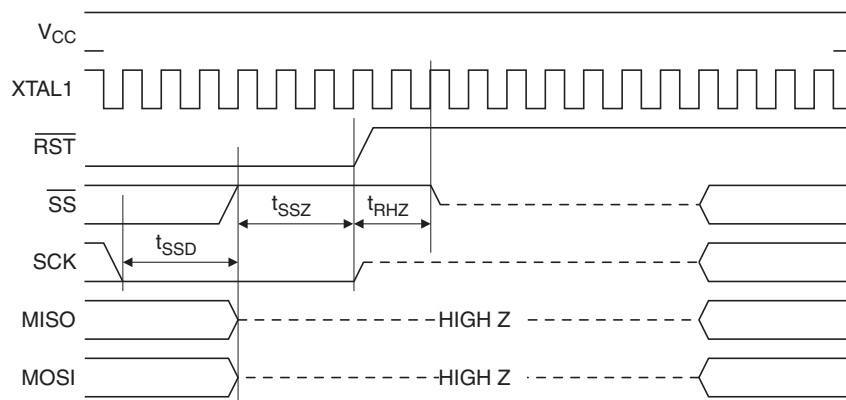 VCC
XTAL1
RST
SS
tSSZ
tRHZ
tSSD
SCK
MISO
HIGH Z
MOSI
HIGH Z